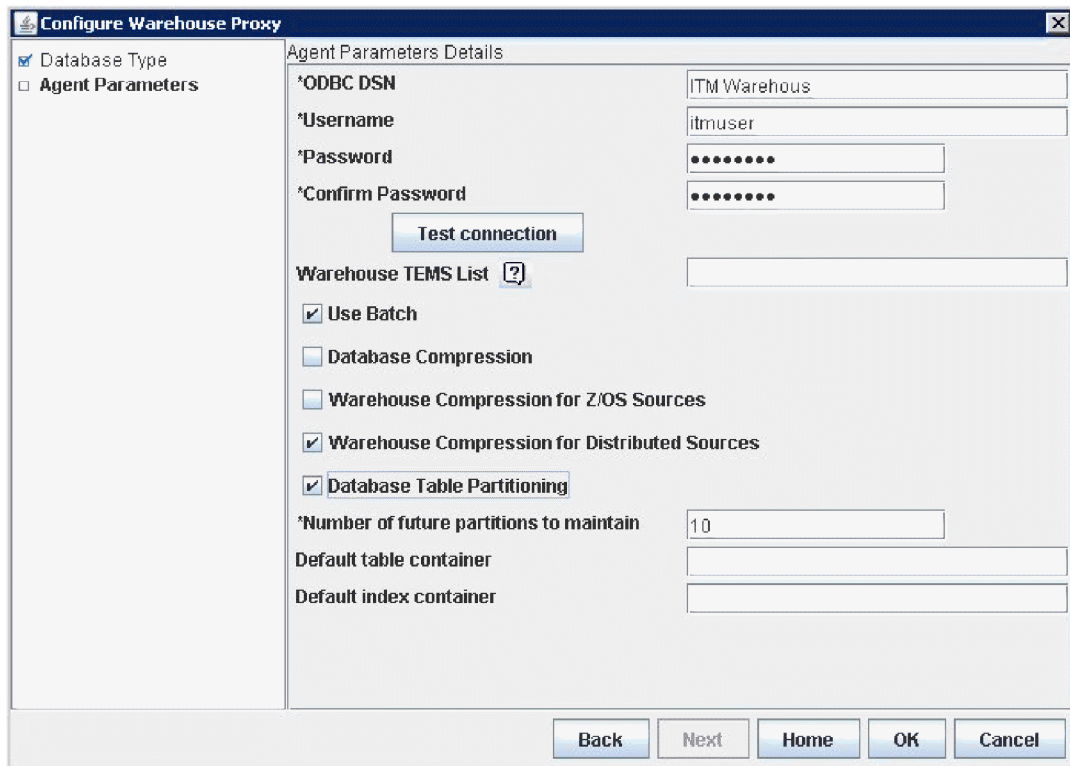 Configure Warehouse Proxy
Database Type
Agent Parameters
Agent Parameters Details
*ODBC DSN
ITM Warehous
*Username
itmuser
*Password
••••••••
*Confirm Password
••••••••
Test connection
Warehouse TEMS List ?
Use Batch
Database Compression
Warehouse Compression for Z/OS Sources
Warehouse Compression for Distributed Sources
Database Table Partitioning
*Number of future partitions to maintain
10
Default table container
Default index container
Back Next Home OK Cancel